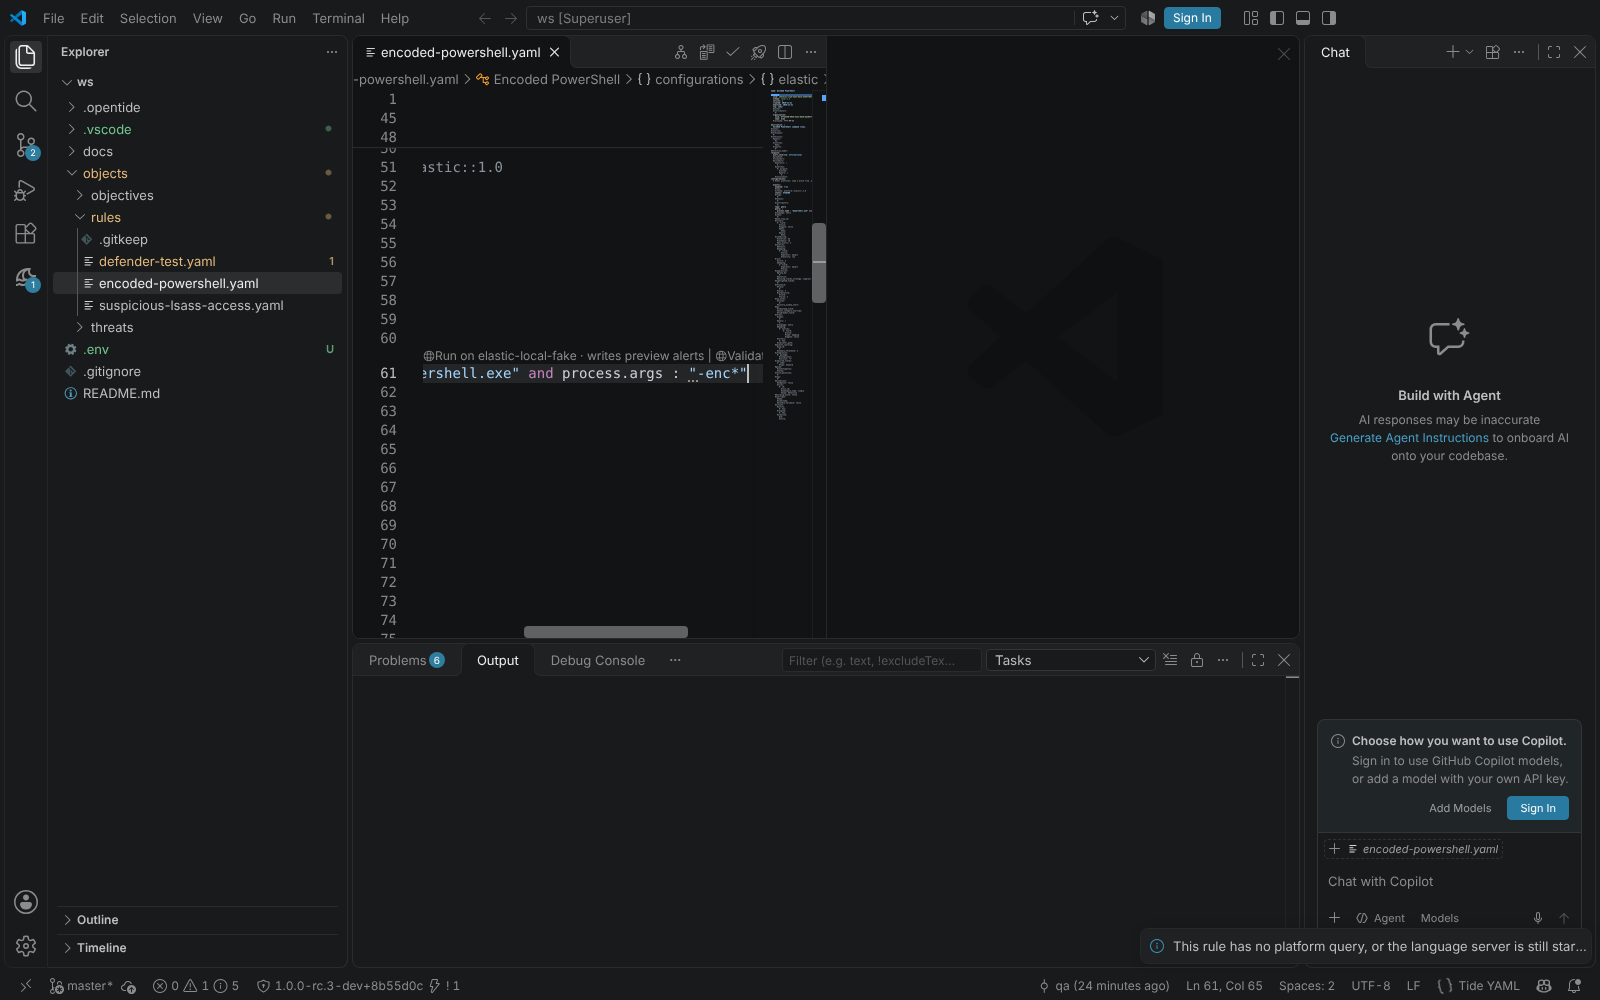 File Edit Selection View Go Run Terminal Help
ws [Superuser]
Sign In
Explorer
ws
.opentide
.vscode
docs
objects
objectives
rules
.gitkeep
defender-test.yaml 1
encoded-powershell.yaml
suspicious-lsass-access.yaml
threats
.env U
.gitignore
README.md
Outline
Timeline
2
1
encoded-powershell.yaml
-powershell.yaml > Encoded PowerShell > { } configurations > { } elastic
1
45
48
50
51 astic::1.0
52
53
54
55
56
57
58
59
60
Run on elastic-local-fake · writes preview alerts | Validat
61 ershell.exe" and process.args : "-enc*"
62
63
64
65
66
67
68
69
70
71
72
73
74
75
Problems 6 Output Debug Console
Filter (e.g. text, !excludeTex...
Tasks
Chat
Build with Agent
AI responses may be inaccurate
Generate Agent Instructions to onboard AI
onto your codebase.
Choose how you want to use Copilot.
Sign in to use GitHub Copilot models,
or add a model with your own API key.
Add Models Sign In
encoded-powershell.yaml
Chat with Copilot
Agent Models
This rule has no platform query, or the language server is still star...
master* 0 1 5 1.0.0-rc.3-dev+8b55d0c ! 1
qa (24 minutes ago) Ln 61, Col 65 Spaces: 2 UTF-8 LF { } Tide YAML